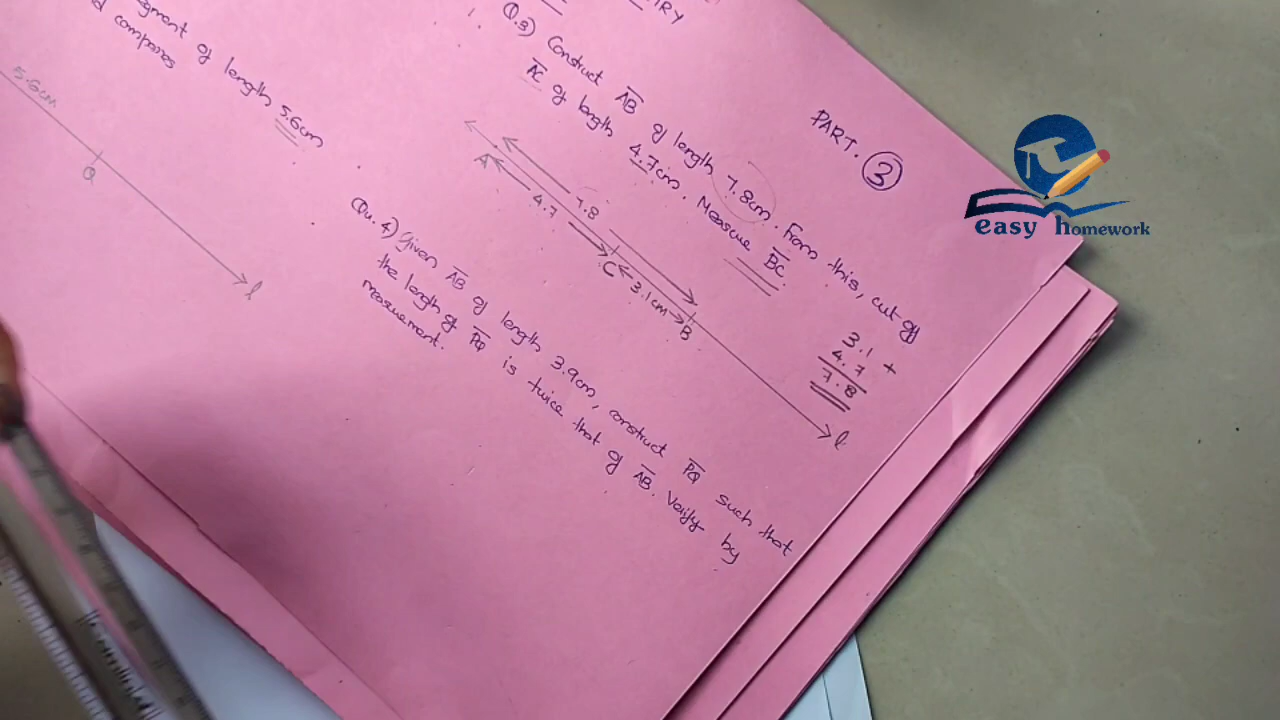 PART. 3
Q.3) Construct AB of length 7.8cm. From this, cut off
AC of length 4.7cm. Measure BC.
A
7.8
4.7
C
3.1cm
B
l
3.1 +
4.7
7.8
Qu. 4) Given AB of length 3.9cm, construct PQ such that
the length of PQ is twice that of AB. Verify by
measurement.
of length 5.6cm
compasses
5.6cm
Q
l
easy homework